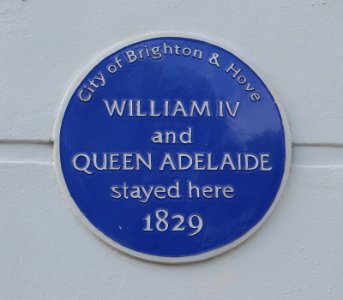 City of Brighton & Hove
WILLIAM IV
and
QUEEN ADELAIDE
stayed here
1829